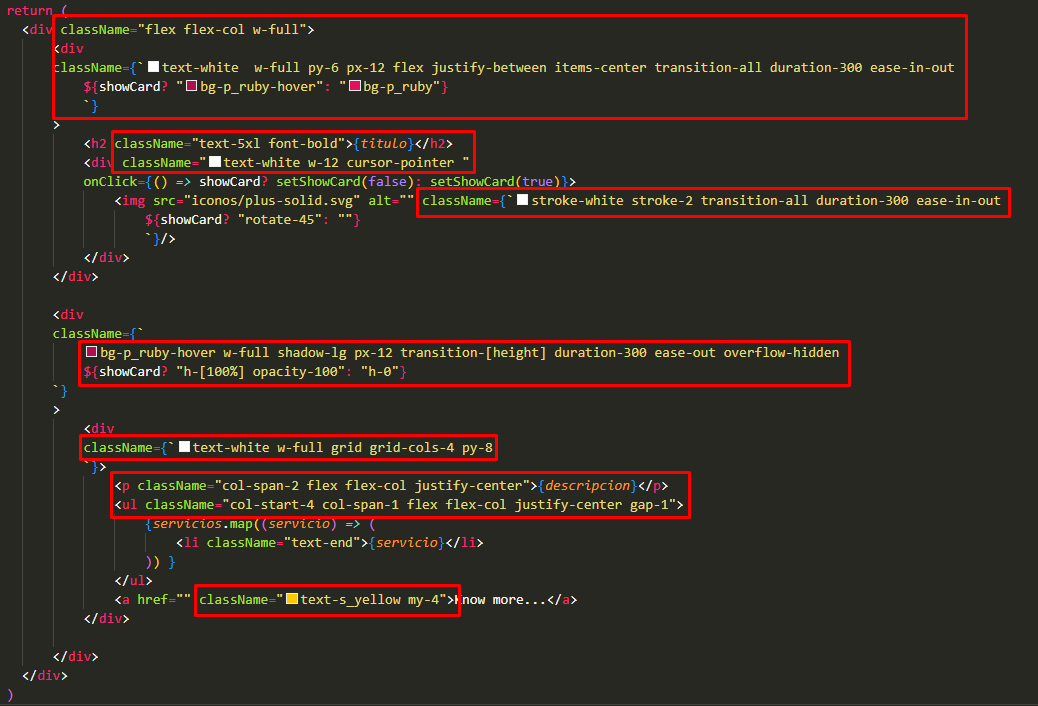 return (
<div className="flex flex-col w-full">
<div
className={`text-white  w-full py-6 px-12 flex justify-between items-center transition-all duration-300 ease-in-out
${showCard? "bg-p_ruby-hover": "bg-p_ruby"}
`}
>
<h2 className="text-5xl font-bold">{titulo}</h2>
<div className="text-white w-12 cursor-pointer "
onClick={() => showCard? setShowCard(false): setShowCard(true)}>
<img src="iconos/plus-solid.svg" alt="" className={`stroke-white stroke-2 transition-all duration-300 ease-in-out
${showCard? "rotate-45": ""}
`}/>
</div>
</div>
<div
className={`
bg-p_ruby-hover w-full shadow-lg px-12 transition-[height] duration-300 ease-out overflow-hidden
${showCard? "h-[100%] opacity-100": "h-0"}
`}
>
<div
className={`text-white w-full grid grid-cols-4 py-8
`}>
<p className="col-span-2 flex flex-col justify-center">{descripcion}</p>
<ul className="col-start-4 col-span-1 flex flex-col justify-center gap-1">
{servicios.map((servicio) => (
<li className="text-end">{servicio}</li>
)) }
</ul>
<a href="" className="text-s_yellow my-4">Know more...</a>
</div>
</div>
</div>
)